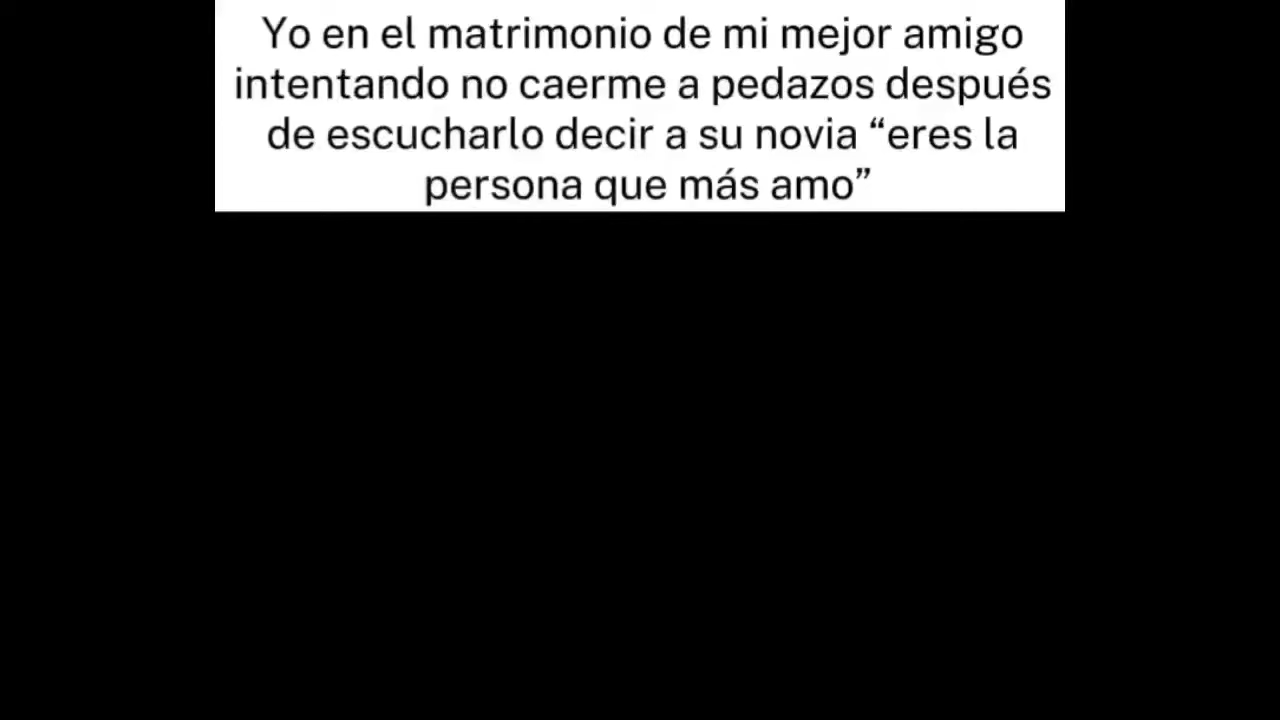 Yo en el matrimonio de mi mejor amigo
intentando no caerme a pedazos después
de escucharlo decir a su novia “eres la
persona que más amo”